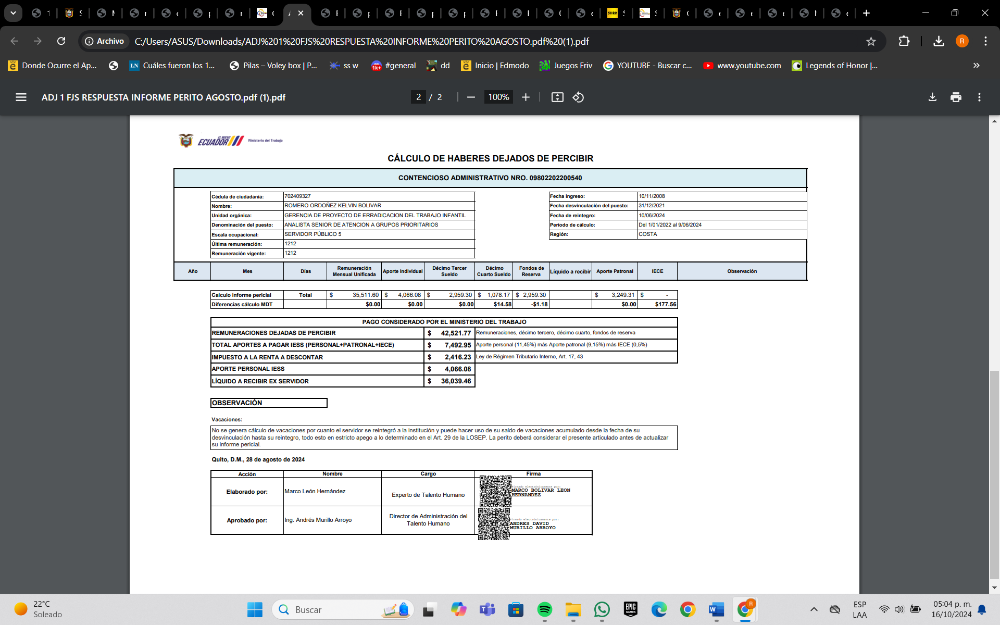 Archivo C:/Users/ASUS/Downloads/ADJ%201%20FJS%20RESPUESTA%20INFORME%20PERITO%20AGOSTO.pdf%20(1).pdf R
Donde Ocurre el Ap... LN Cuáles fueron los 1... Pilas – Voley box | P... ss w 1k+ #general dd Inicio | Edmodo Juegos Friv YOUTUBE - Buscar c... www.youtube.com Legends of Honor |...
ADJ 1 FJS RESPUESTA INFORME PERITO AGOSTO.pdf (1).pdf 2 / 2 100%
EL NUEVO
ECUADOR Ministerio del Trabajo
CÁLCULO DE HABERES DEJADOS DE PERCIBIR
CONTENCIOSO ADMINISTRATIVO NRO. 09802202200540
Cédula de ciudadanía: 702409327 Fecha ingreso: 10/11/2008
Nombre: ROMERO ORDOÑEZ KELVIN BOLIVAR Fecha desvinculación del puesto: 31/12/2021
Unidad orgánica: GERENCIA DE PROYECTO DE ERRADICACION DEL TRABAJO INFANTIL Fecha de reintegro: 10/06/2024
Denominación del puesto: ANALISTA SENIOR DE ATENCION A GRUPOS PRIORITARIOS Período de cálculo: Del 1/01/2022 al 9/06/2024
Escala ocupacional: SERVIDOR PÚBLICO 5 Región: COSTA
Última remuneración: 1212
Remuneración vigente: 1212
Año Mes Días Remuneración Mensual Unificada Aporte Individual Décimo Tercer Sueldo Décimo Cuarto Sueldo Fondos de Reserva Líquido a recibir Aporte Patronal IECE Observación
Calculo informe pericial Total $ 35,511.60 $ 4,066.08 $ 2,959.30 $ 1,078.17 $ 2,959.30 $ 3,249.31 $ -
Diferencias cálculo MDT $0.00 $0.00 $0.00 $14.58 -$1.18 $0.00 $177.56
PAGO CONSIDERADO POR EL MINISTERIO DEL TRABAJO
REMUNERACIONES DEJADAS DE PERCIBIR $ 42,521.77 Remuneraciones, décimo tercero, décimo cuarto, fondos de reserva
TOTAL APORTES A PAGAR IESS (PERSONAL+PATRONAL+IECE) $ 7,492.95 Aporte personal (11,45%) más Aporte patronal (9,15%) más IECE (0,5%)
IMPUESTO A LA RENTA A DESCONTAR $ 2,416.23 Ley de Régimen Tributario Interno, Art. 17, 43
APORTE PERSONAL IESS $ 4,066.08
LÍQUIDO A RECIBIR EX SERVIDOR $ 36,039.46
OBSERVACIÓN
Vacaciones:
No se genera cálculo de vacaciones por cuanto el servidor se reintegró a la institución y puede hacer uso de su saldo de vacaciones acumulado desde la fecha de su
desvinculación hasta su reintegro, todo esto en estricto apego a lo determinado en el Art. 29 de la LOSEP. La perito deberá considerar el presente articulado antes de actualizar
su informe pericial.
Quito, D.M., 28 de agosto de 2024
Acción Nombre Cargo Firma
Elaborado por: Marco León Hernández Experto de Talento Humano
Firmado electrónicamente por:
MARCO BOLIVAR LEON
HERNANDEZ
Aprobado por: Ing. Andrés Murillo Arroyo Director de Administración del
Talento Humano
Firmado electrónicamente por:
ANDRES DAVID
MURILLO ARROYO
22°C
Soleado
Buscar
EPIC GAMES
R
ESP
LAA
05:04 p. m.
16/10/2024